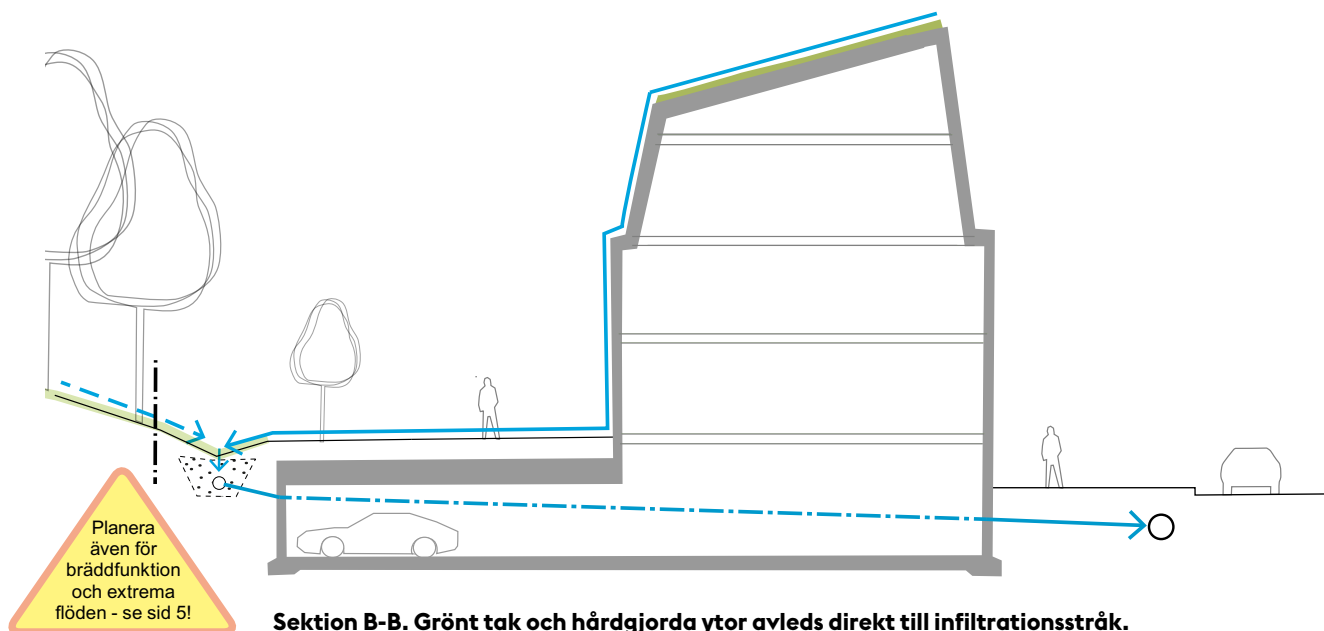 Planera
även för
bräddfunktion
och extrema
flöden - se sid 5!
Sektion B-B. Grönt tak och hårdgjorda ytor avleds direkt till infiltrationsstråk.